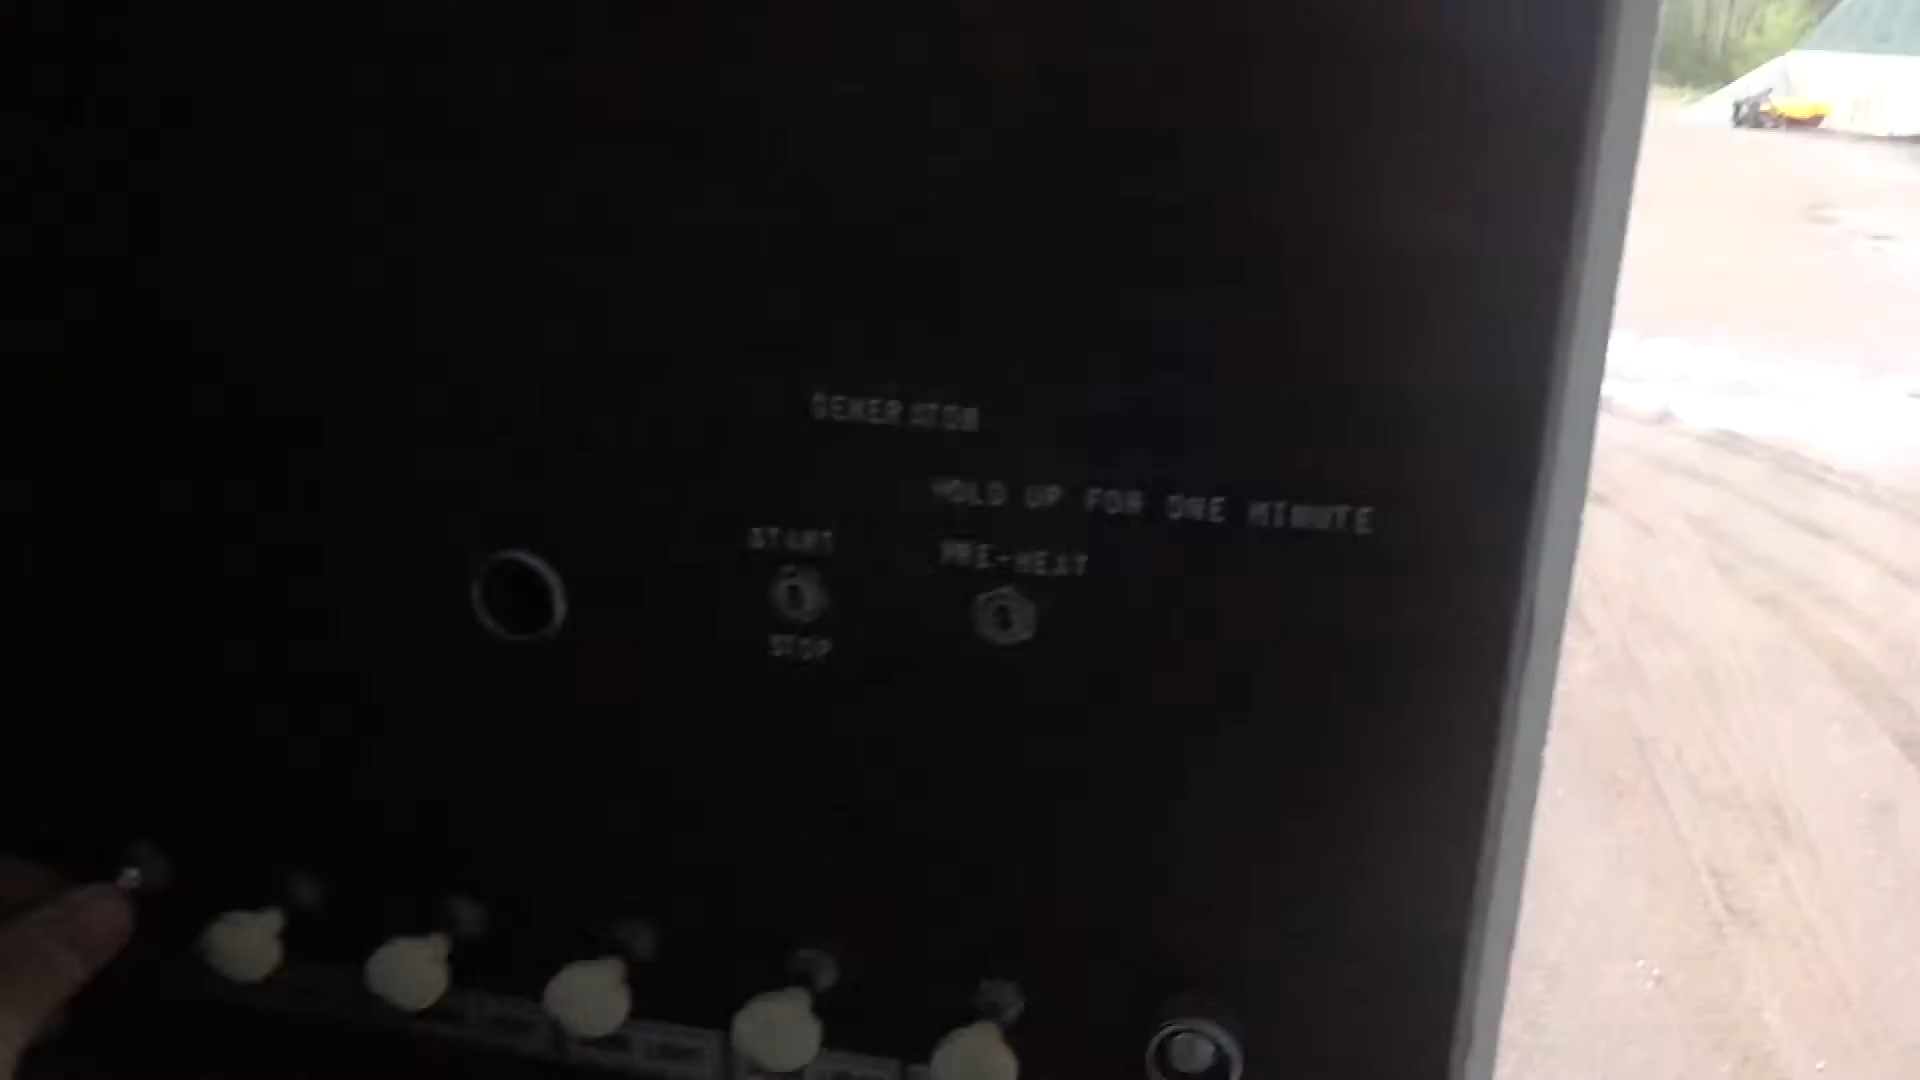 GENERATOR
HOLD UP FOR ONE MINUTE
START
PRE-HEAT
STOP